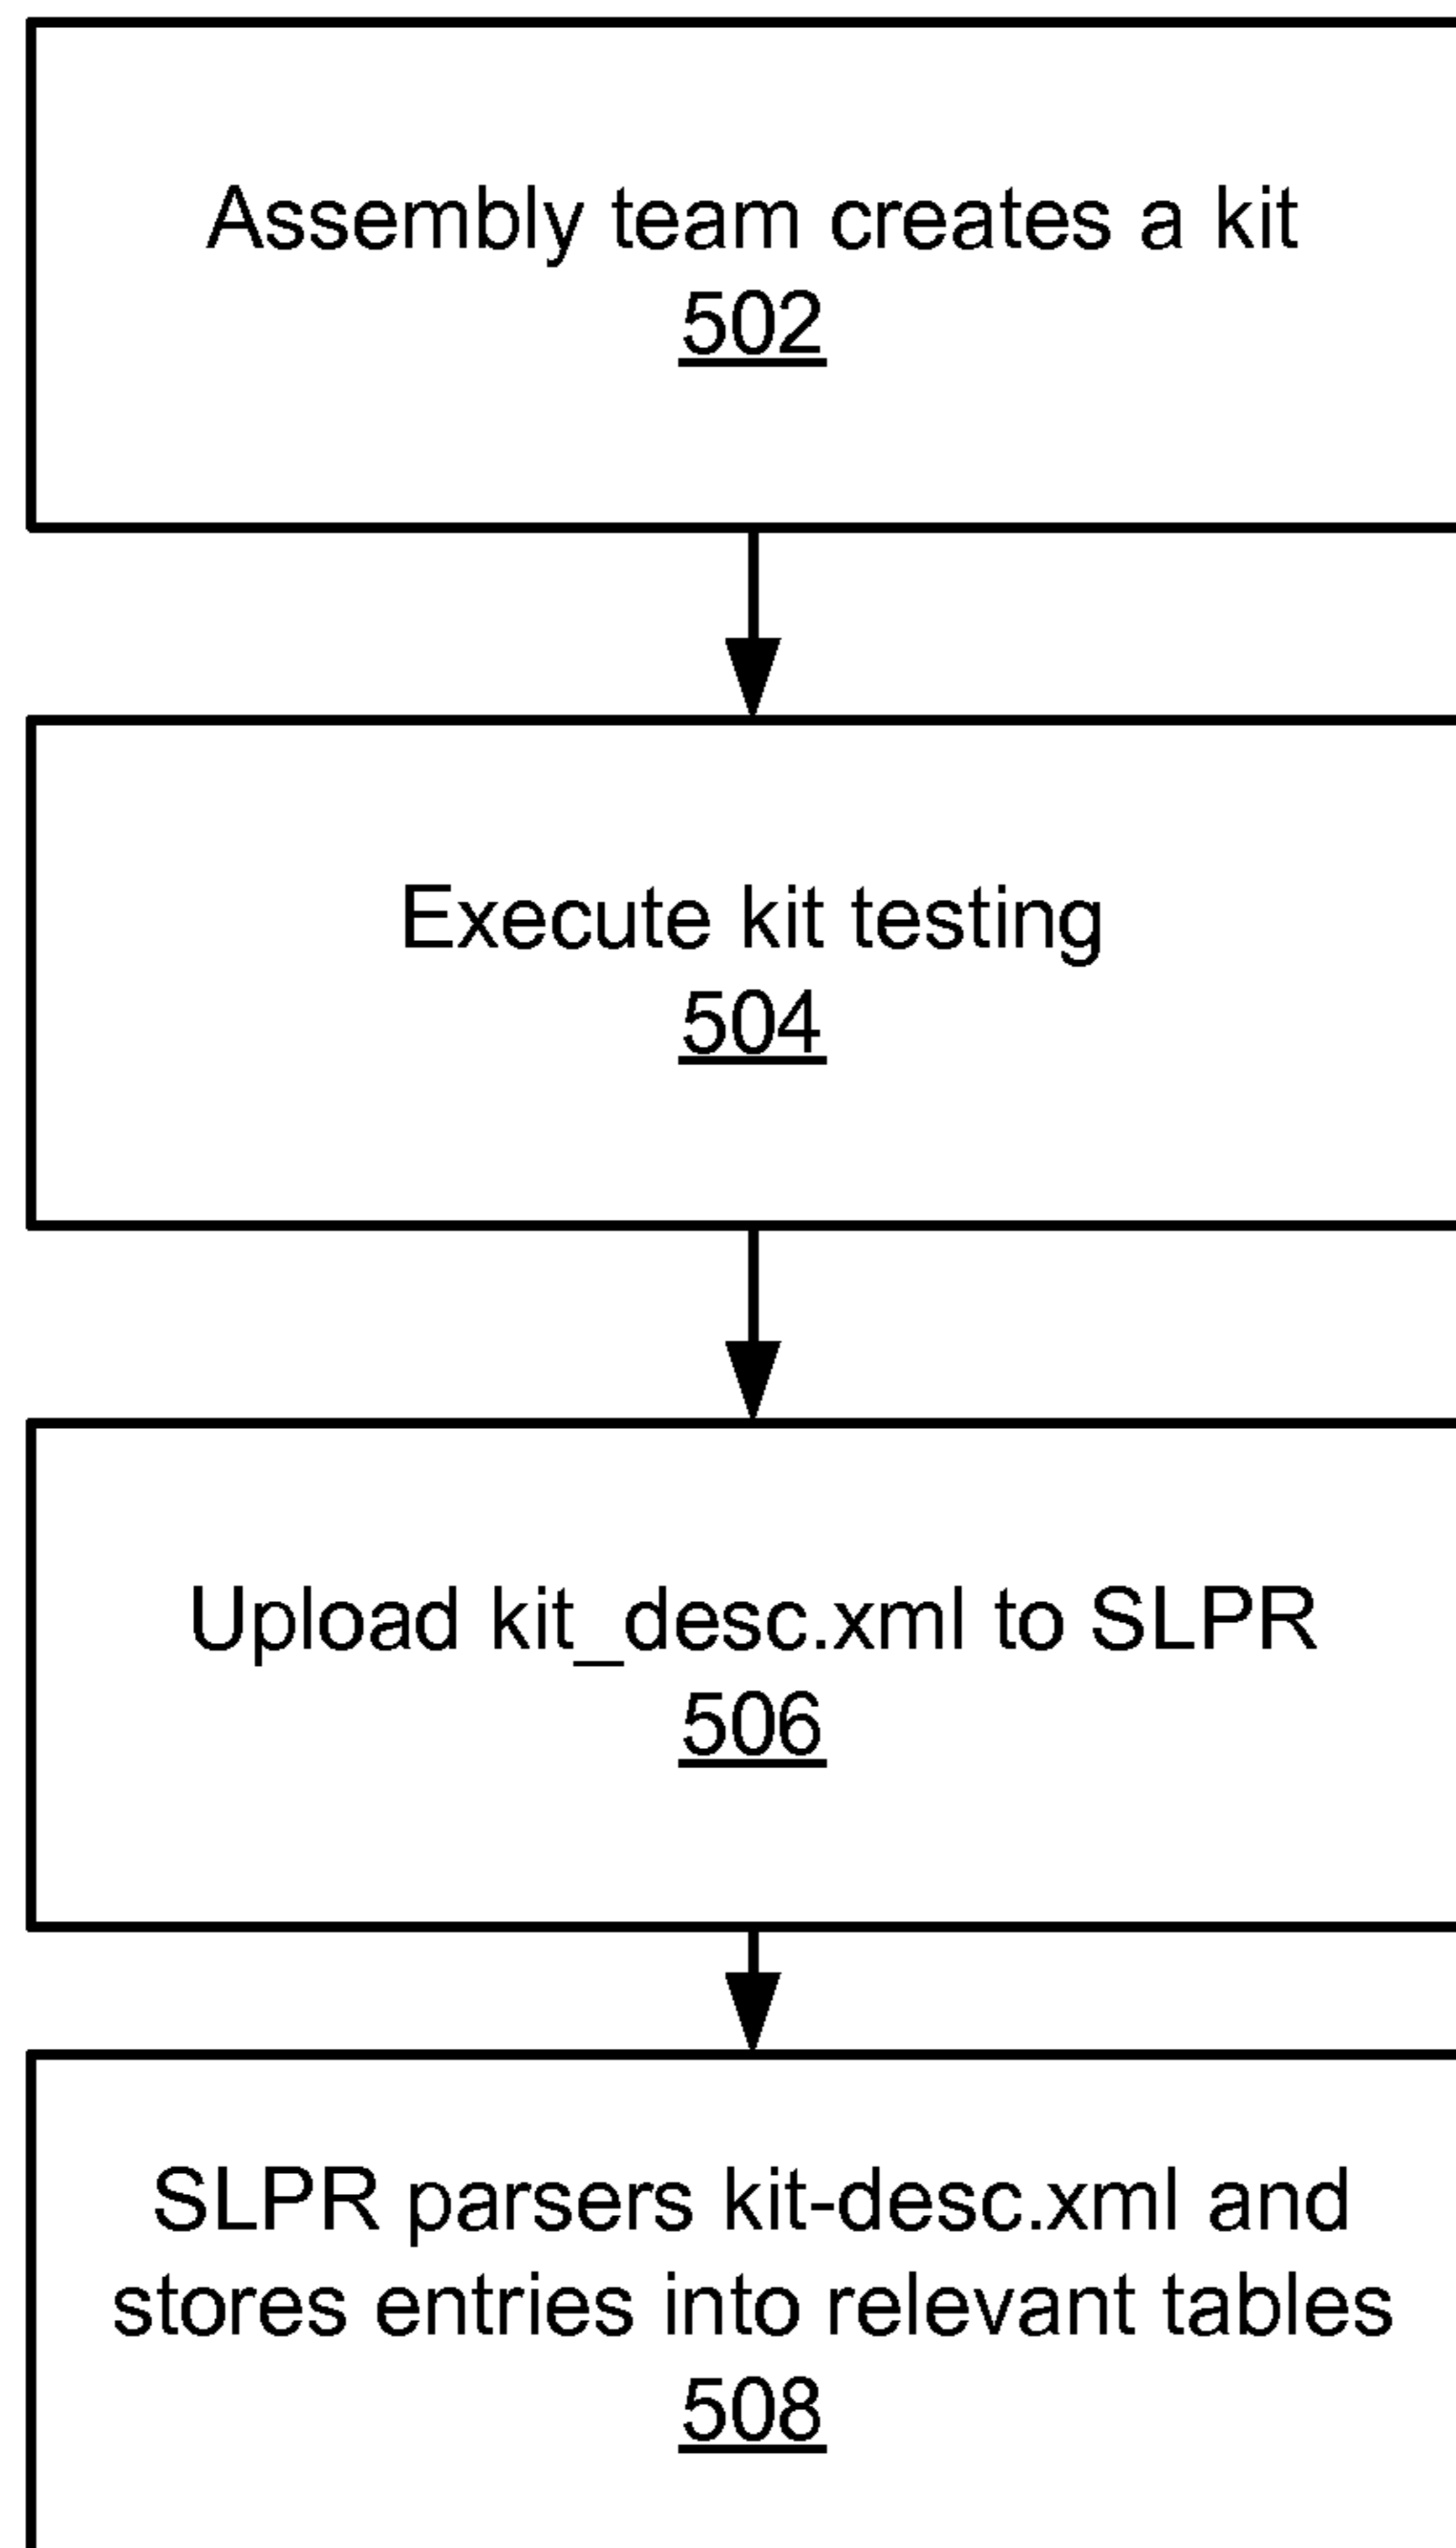 Assembly team creates a kit
502
Execute kit testing
504
Upload kit_desc.xml to SLPR
506
SLPR parsers kit-desc.xml and
stores entries into relevant tables
508